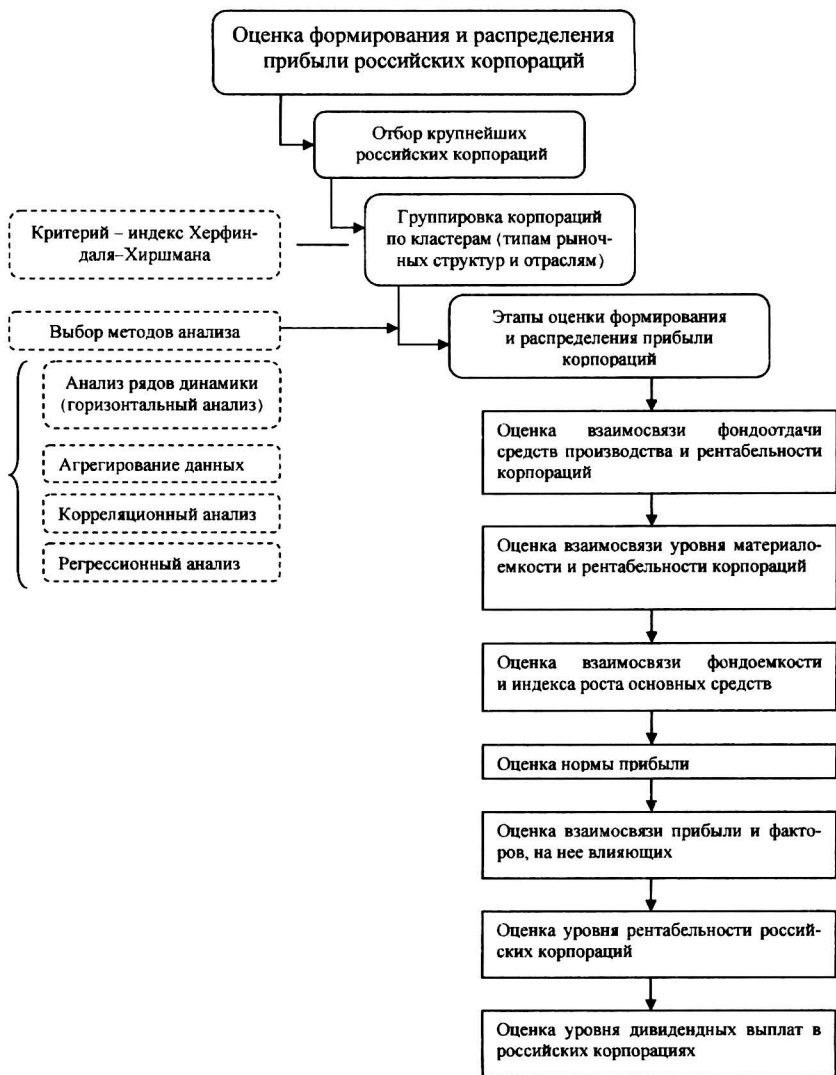 Оценка формирования и распределения
прибыли российских корпораций
Отбор крупнейших
российских корпораций
Группировка корпораций
по кластерам (типам рыноч-
ных структур и отраслям)
Критерий – индекс Херфин-
даля–Хиршмана
Выбор методов анализа
Этапы оценки формирования
и распределения прибыли
корпораций
Анализ рядов динамики
(горизонтальный анализ)
Агрегирование данных
Корреляционный анализ
Регрессионный анализ
Оценка взаимосвязи фондоотдачи
средств производства и рентабельности
корпораций
Оценка взаимосвязи уровня материало-
емкости и рентабельности корпораций
Оценка взаимосвязи фондоемкости
и индекса роста основных средств
Оценка нормы прибыли
Оценка взаимосвязи прибыли и факто-
ров, на нее влияющих
Оценка уровня рентабельности россий-
ских корпораций
Оценка уровня дивидендных выплат в
российских корпорациях